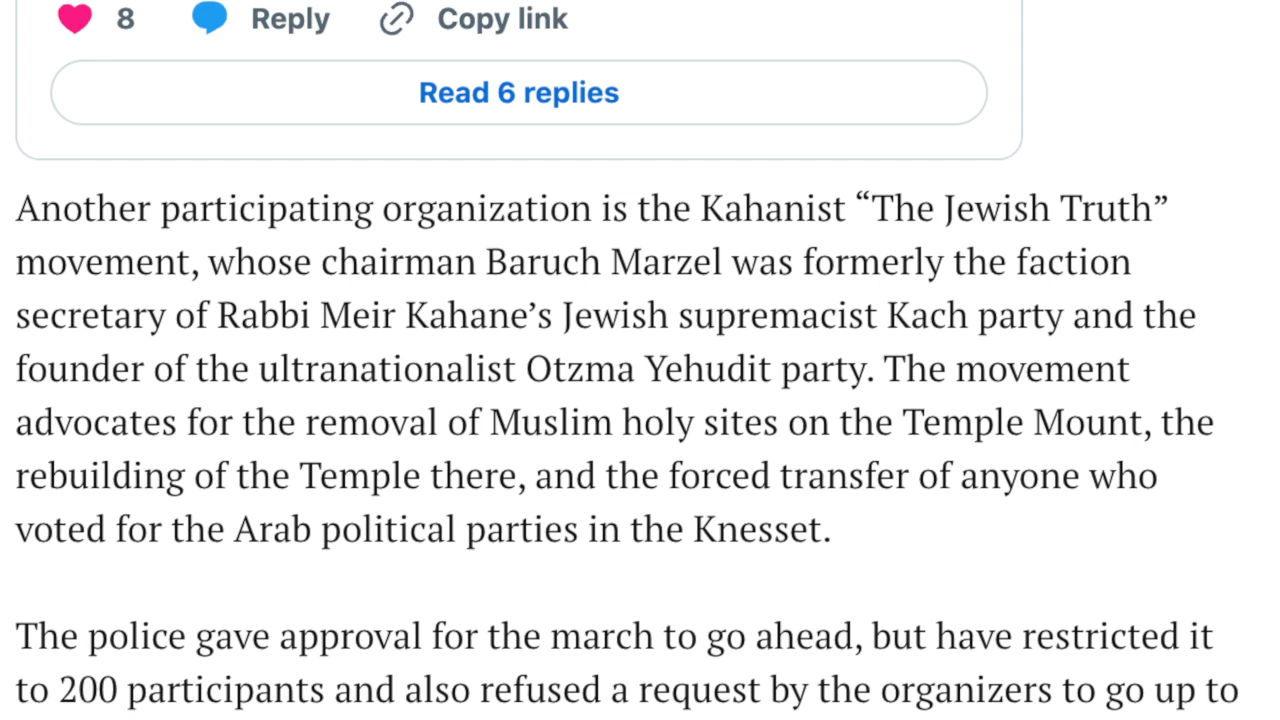 8 Reply Copy link
Read 6 replies
Another participating organization is the Kahanist “The Jewish Truth”
movement, whose chairman Baruch Marzel was formerly the faction
secretary of Rabbi Meir Kahane’s Jewish supremacist Kach party and the
founder of the ultranationalist Otzma Yehudit party. The movement
advocates for the removal of Muslim holy sites on the Temple Mount, the
rebuilding of the Temple there, and the forced transfer of anyone who
voted for the Arab political parties in the Knesset.
The police gave approval for the march to go ahead, but have restricted it
to 200 participants and also refused a request by the organizers to go up to